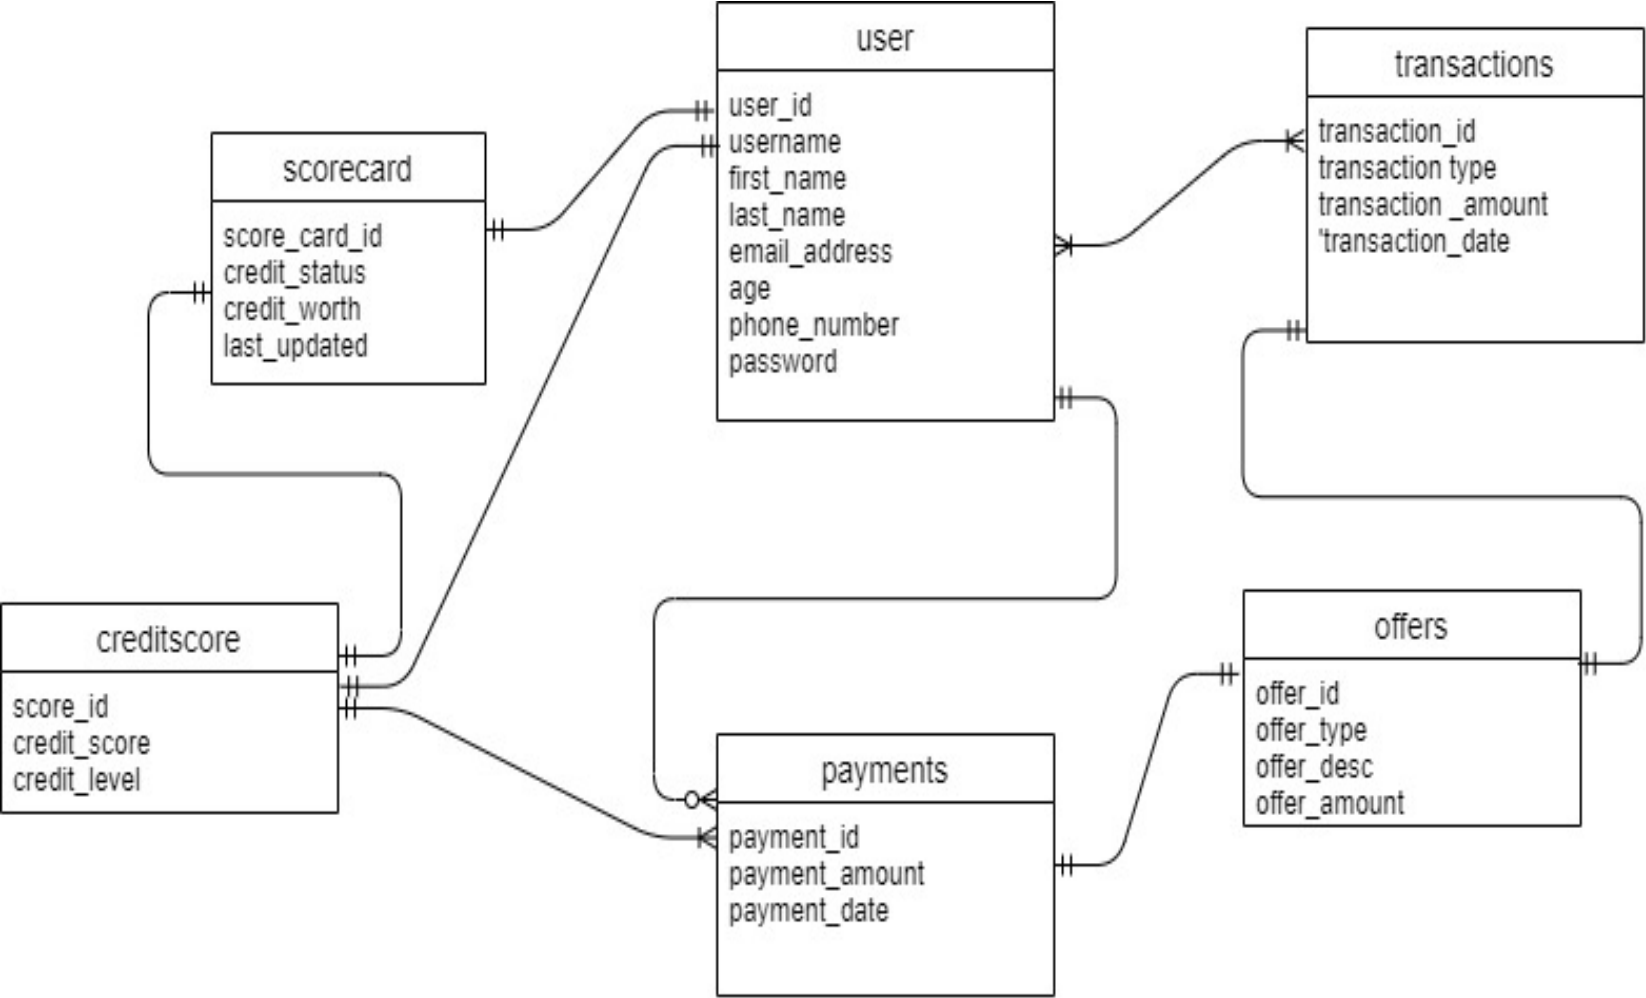 user
user_id
username
first_name
last_name
email_address
age
phone_number
password
transactions
transaction_id
transaction type
transaction _amount
'transaction_date
scorecard
score_card_id
credit_status
credit_worth
last_updated
creditscore
score_id
credit_score
credit_level
payments
payment_id
payment_amount
payment_date
offers
offer_id
offer_type
offer_desc
offer_amount